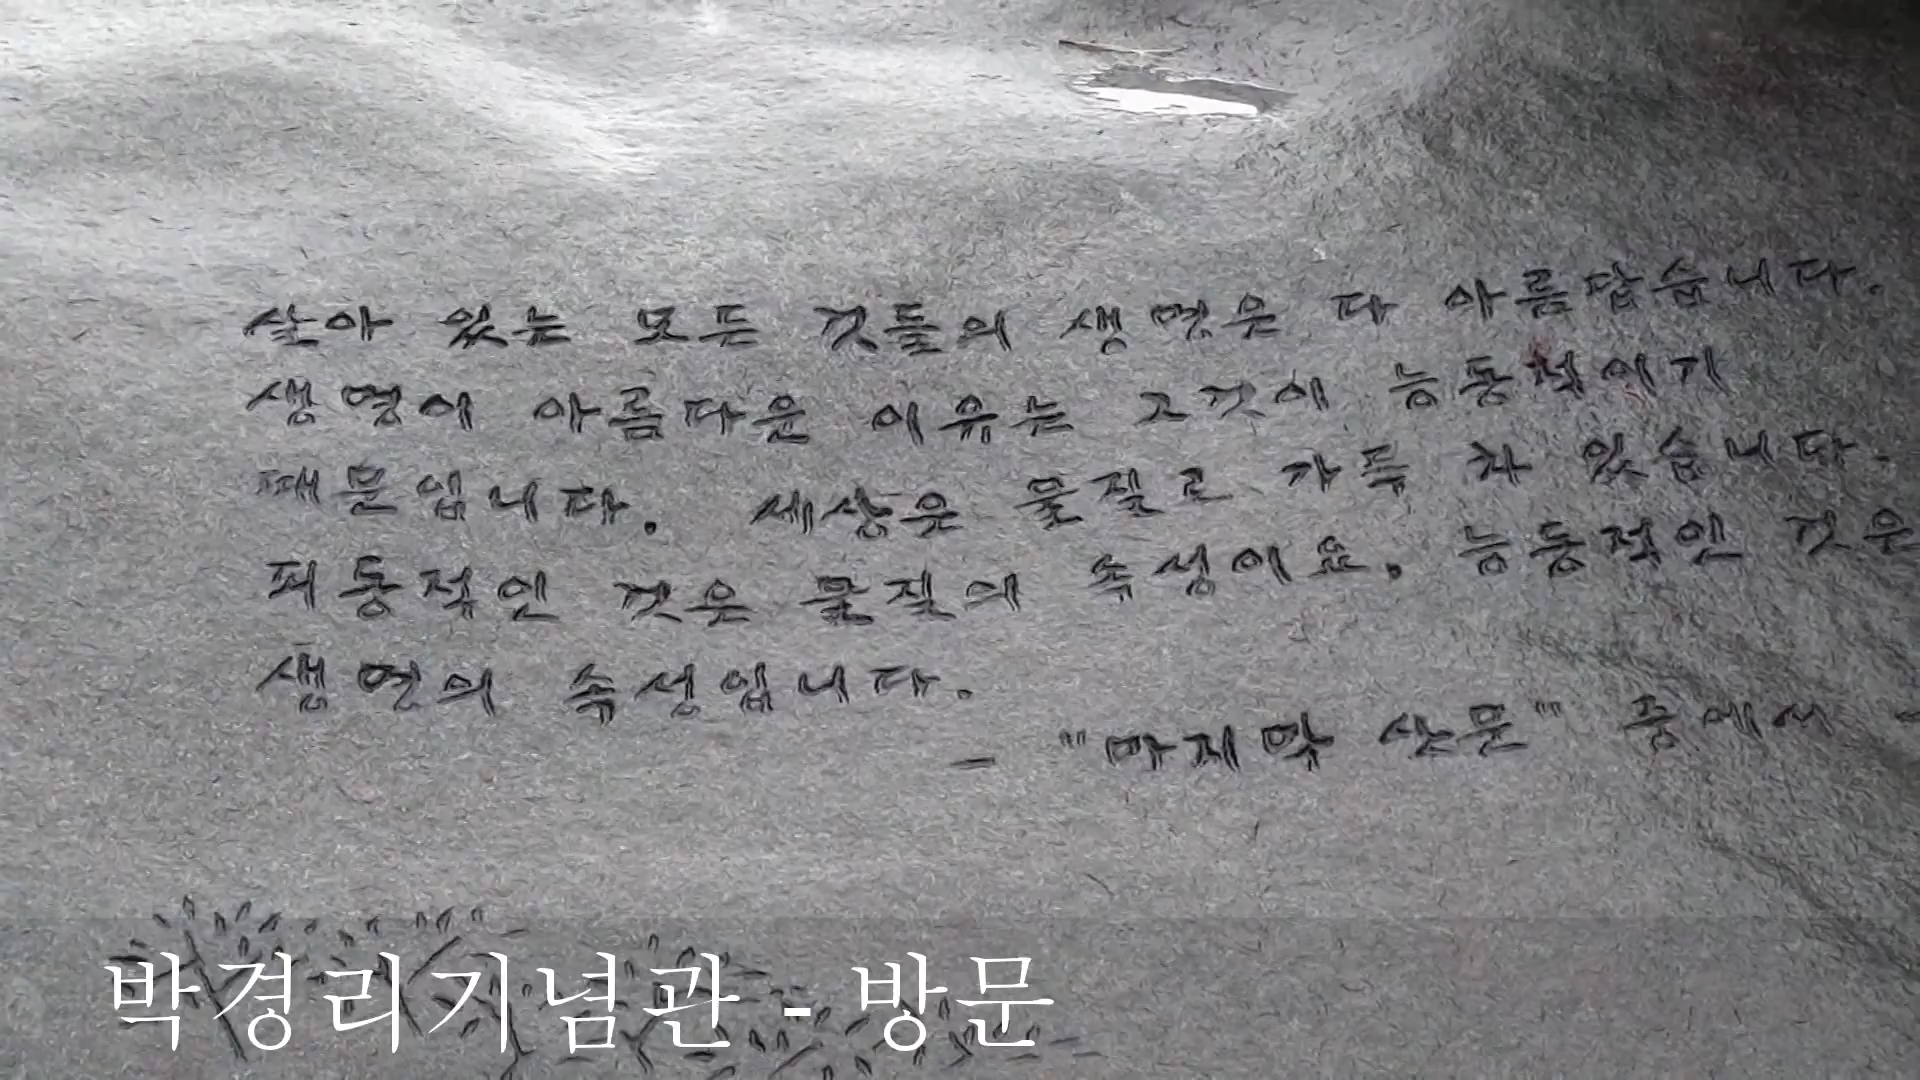 살아 있는 모든 것들의 생명은 다 아름답습니다.
생명이 아름다운 이유는 그것이 능동적이기
때문입니다. 세상은 물질로 가득 차 있습니다.
피동적인 것은 물질의 속성이요. 능동적인 것은
생명의 속성입니다.
- "마지막 산문" 중에서 -
박경리기념관 - 방문